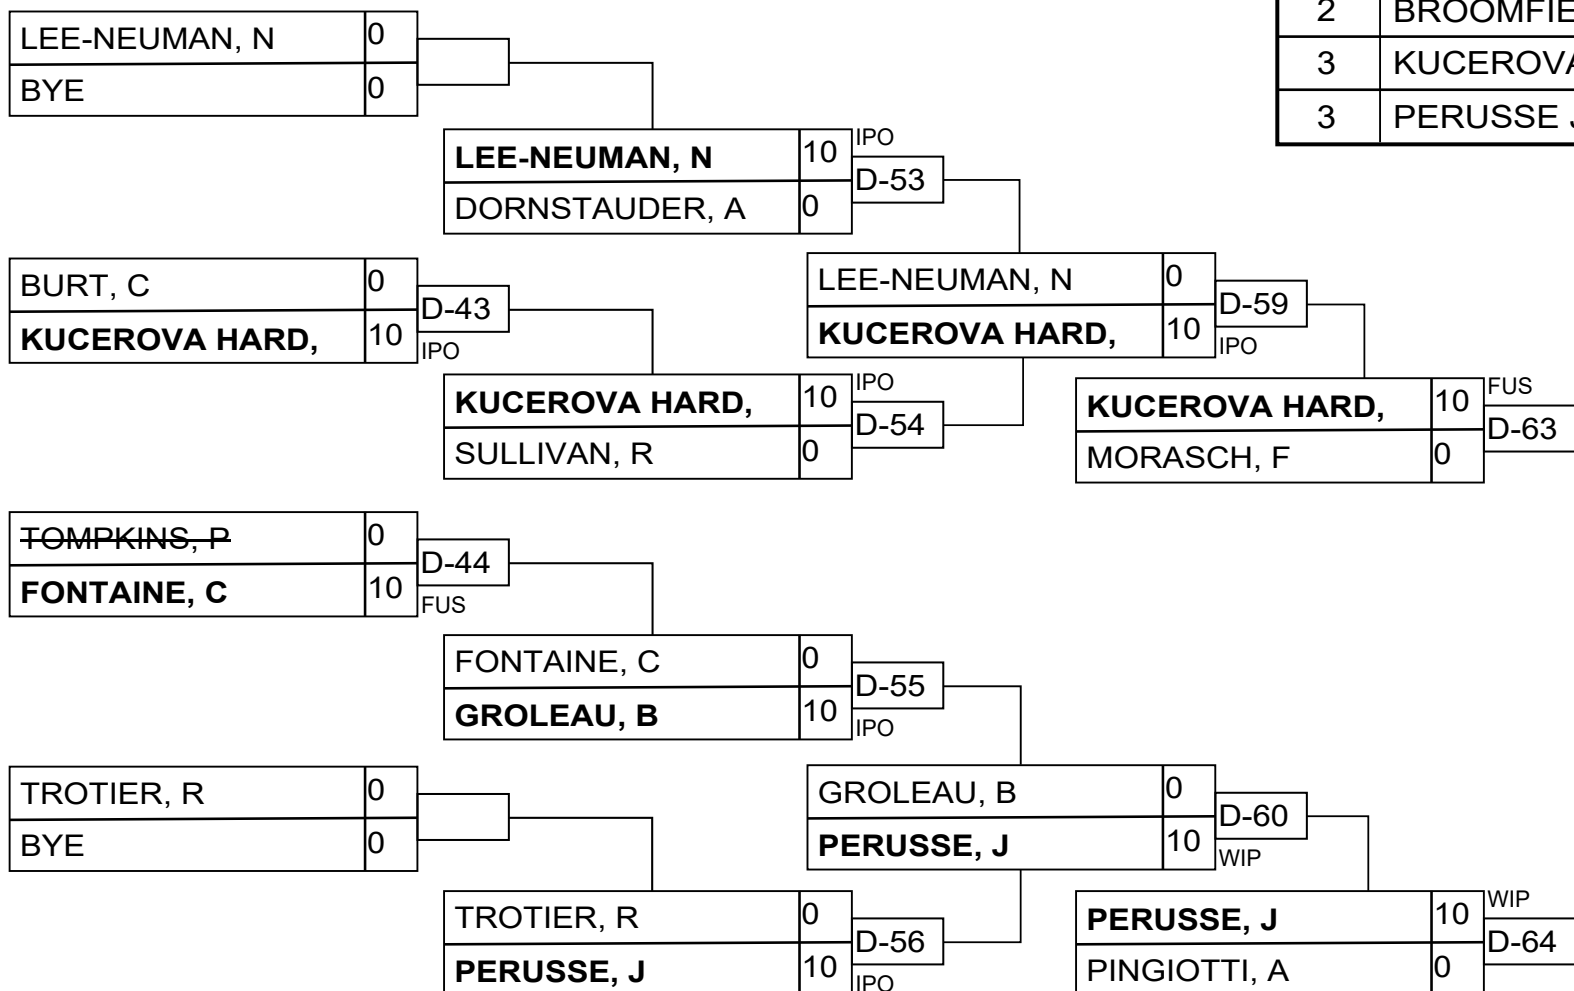 LEE-NEUMAN, N 0
BYE 0
2
3 KUCEROVA
3 PERUSSE
LEE-NEUMAN, N 10 IPO
D-53
DORNSTAUDER, A 0
BURT, C 0
D-43
KUCEROVA HARD, 10 IPO
LEE-NEUMAN, N 0
D-59
KUCEROVA HARD, 10 IPO
KUCEROVA HARD, 10 IPO
D-54
SULLIVAN, R 0
KUCEROVA HARD, 10 FUS
D-63
MORASCH, F 0
TOMPKINS, P 0
D-44
FONTAINE, C 10 FUS
FONTAINE, C 0
D-55
GROLEAU, B 10 IPO
TROTIER, R 0
BYE 0
GROLEAU, B 0
D-60
PERUSSE, J 10 WIP
TROTIER, R 0
D-56
PERUSSE, J 10 IPO
PERUSSE, J 10 WIP
D-64
PINGIOTTI, A 0